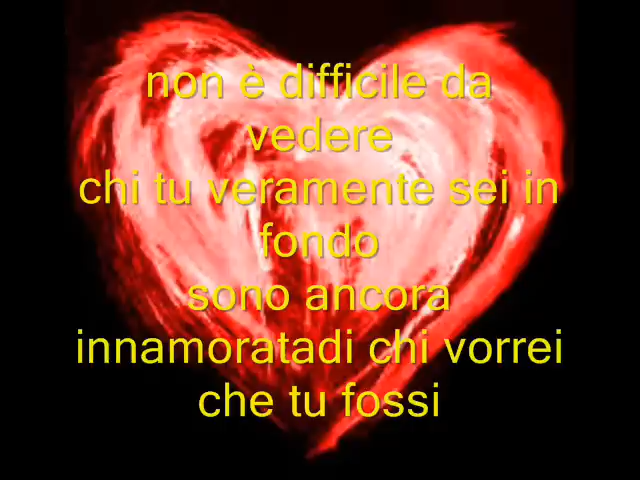 non è difficile da
vedere
chi tu veramente sei in
fondo
sono ancora
innamoratadi chi vorrei
che tu fossi